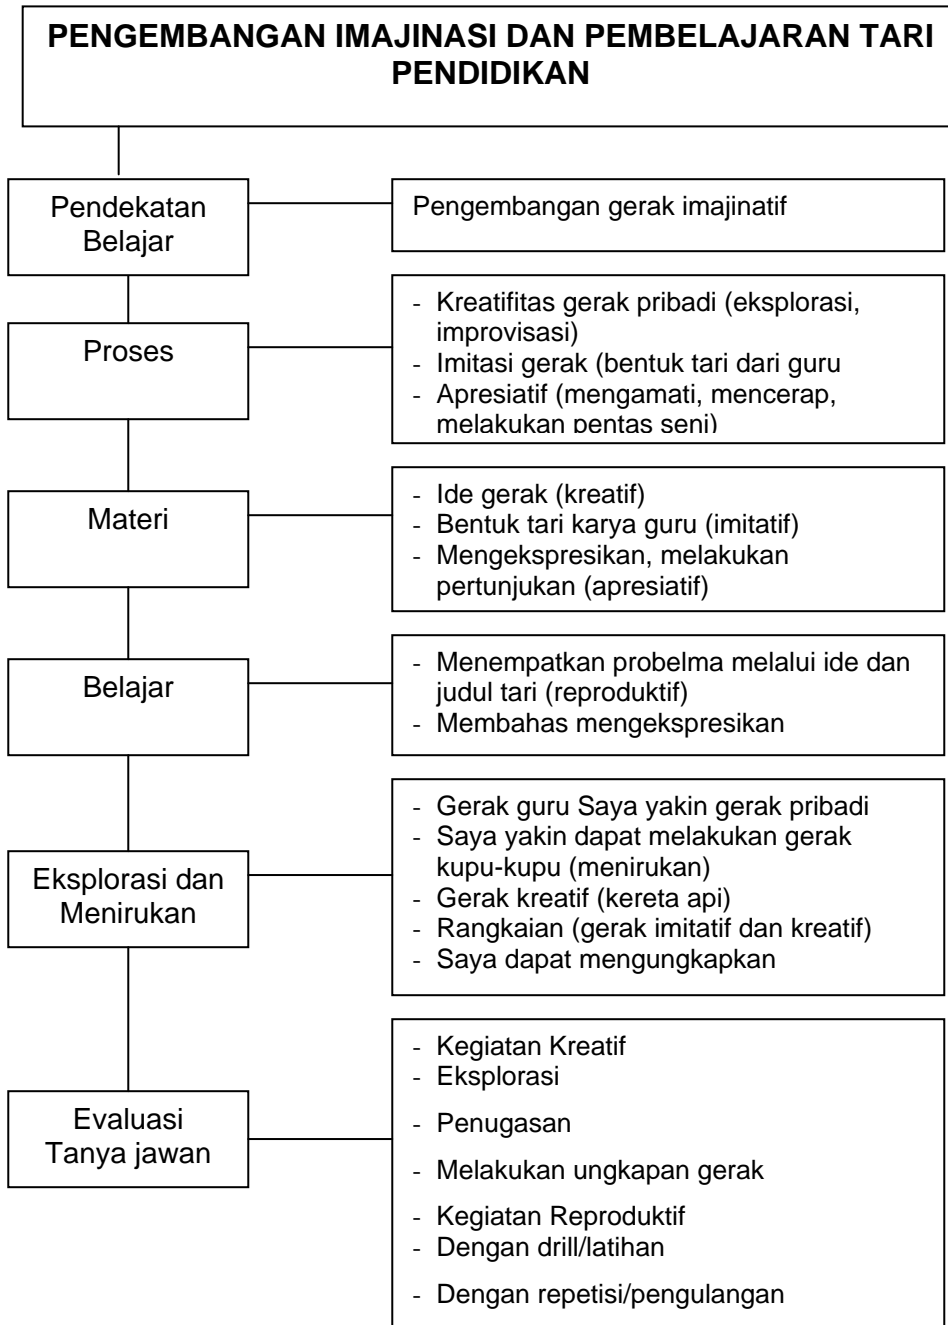 PENGEMBANGAN IMAJINASI DAN PEMBELAJARAN TARI
PENDIDIKAN
Pendekatan
Belajar
Pengembangan gerak imajinatif
Proses
- Kreatifitas gerak pribadi (eksplorasi,
improvisasi)
- Imitasi gerak (bentuk tari dari guru
- Apresiatif (mengamati, mencerap,
melakukan pentas seni)
Materi
- Ide gerak (kreatif)
- Bentuk tari karya guru (imitatif)
- Mengekspresikan, melakukan
pertunjukan (apresiatif)
Belajar
- Menempatkan probelma melalui ide dan
judul tari (reproduktif)
- Membahas mengekspresikan
Eksplorasi dan
Menirukan
- Gerak guru Saya yakin gerak pribadi
- Saya yakin dapat melakukan gerak
kupu-kupu (menirukan)
- Gerak kreatif (kereta api)
- Rangkaian (gerak imitatif dan kreatif)
- Saya dapat mengungkapkan
Evaluasi
Tanya jawan
- Kegiatan Kreatif
- Eksplorasi
- Penugasan
- Melakukan ungkapan gerak
- Kegiatan Reproduktif
- Dengan drill/latihan
- Dengan repetisi/pengulangan